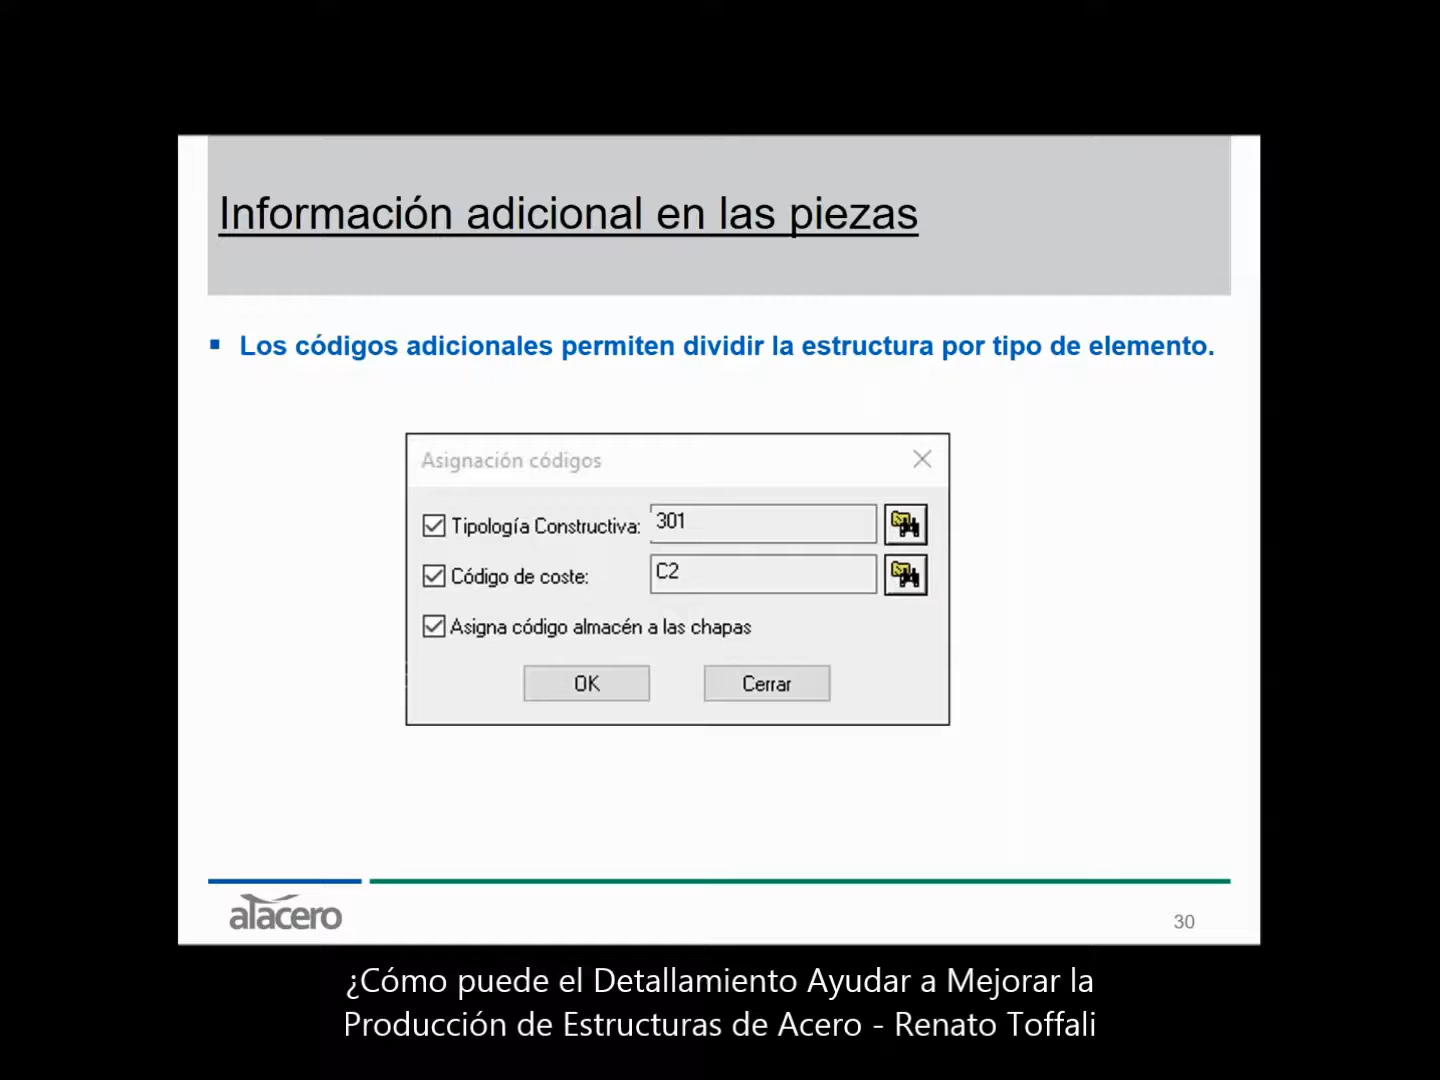 Información adicional en las piezas
Los códigos adicionales permiten dividir la estructura por tipo de elemento.
Asignación códigos
Tipología Constructiva: 301
Código de coste: C2
Asigna código almacén a las chapas
OK Cerrar
alacero
30
¿Cómo puede el Detallamiento Ayudar a Mejorar la
Producción de Estructuras de Acero - Renato Toffali